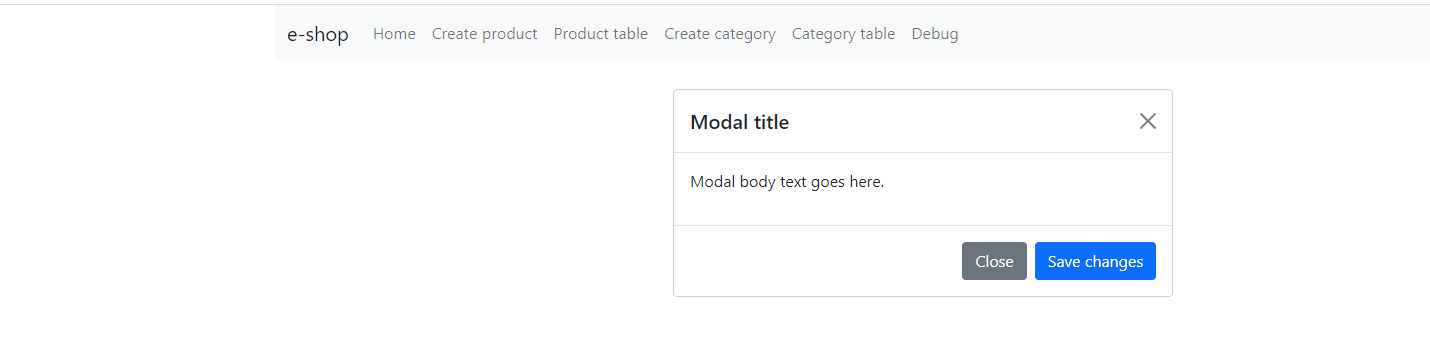 e-shop Home Create product Product table Create category Category table Debug
Modal title
Modal body text goes here.
Close Save changes